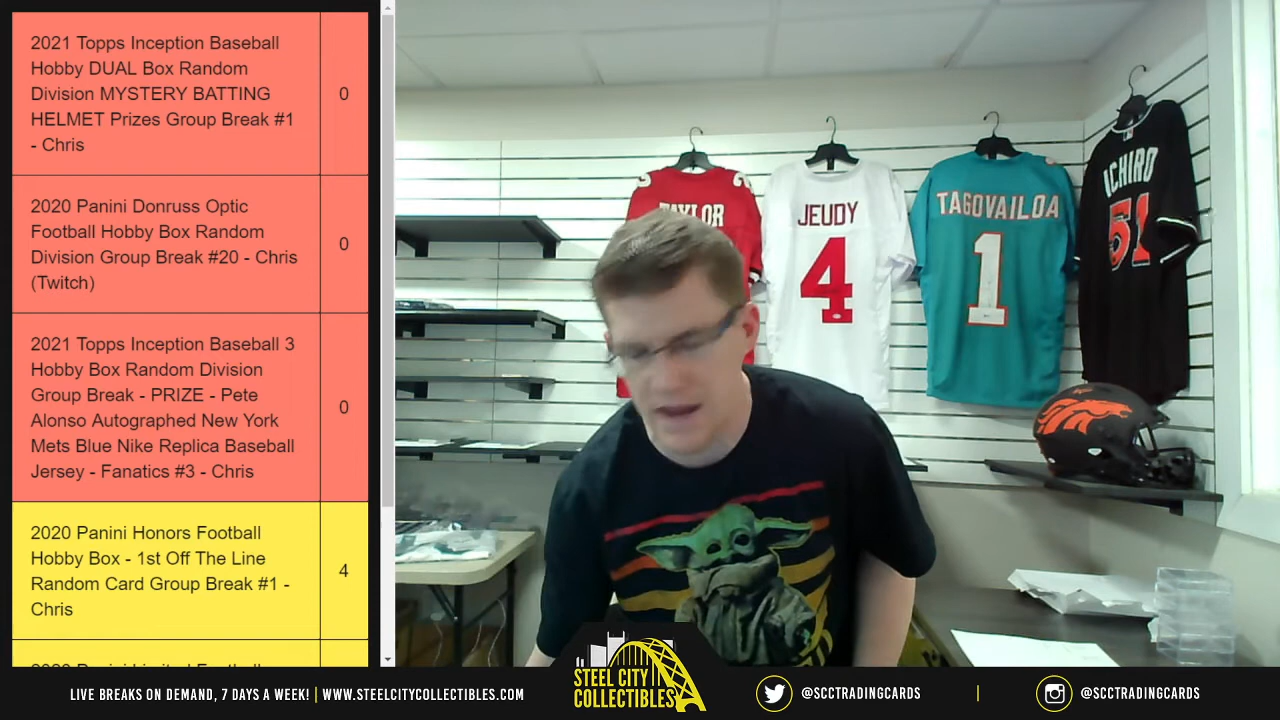 2021 Topps Inception Baseball
Hobby DUAL Box Random
Division MYSTERY BATTING
HELMET Prizes Group Break #1
- Chris
0
2020 Panini Donruss Optic
Football Hobby Box Random
Division Group Break #20 - Chris
(Twitch)
0
2021 Topps Inception Baseball 3
Hobby Box Random Division
Group Break - PRIZE - Pete
Alonso Autographed New York
Mets Blue Nike Replica Baseball
Jersey - Fanatics #3 - Chris
0
2020 Panini Honors Football
Hobby Box - 1st Off The Line
Random Card Group Break #1 -
Chris
4
TAYLOR
JEUDY
4
TAGOVAILOA
1
ICHIRO
51
LIVE BREAKS ON DEMAND, 7 DAYS A WEEK! | WWW.STEELCITYCOLLECTIBLES.COM
STEEL CITY
COLLECTIBLES
@SCCTRADINGCARDS
@SCCTRADINGCARDS